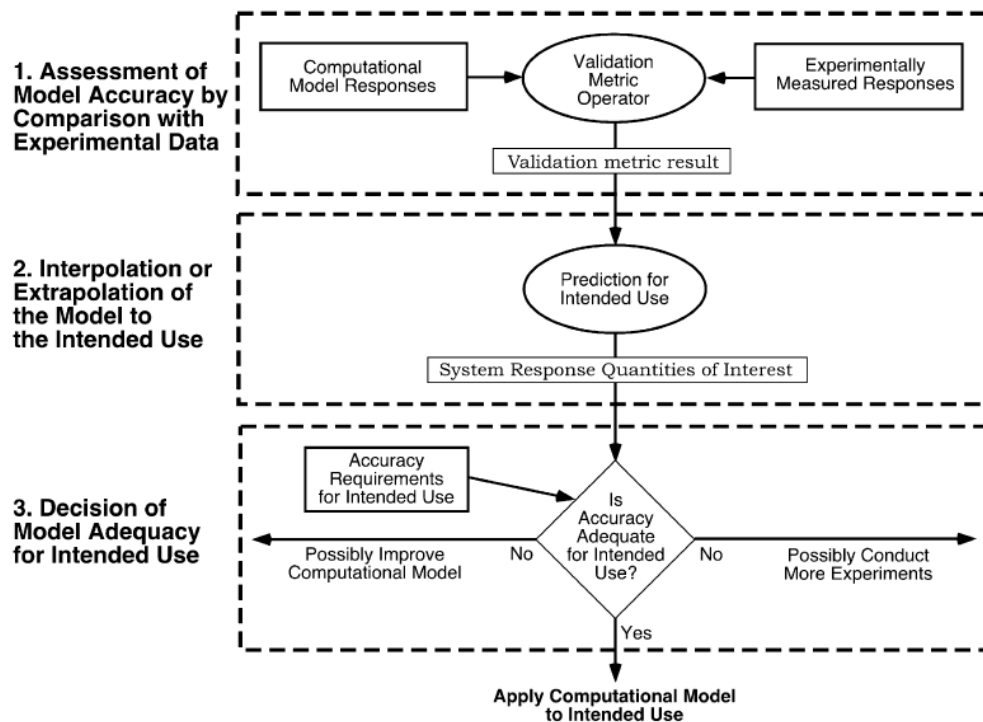 1. Assessment of
Model Accuracy by
Comparison with
Experimental Data
Computational
Model Responses
Validation
Metric
Operator
Experimentally
Measured Responses
Validation metric result
2. Interpolation or
Extrapolation of
the Model to
the Intended Use
Prediction for
Intended Use
System Response Quantities of Interest
3. Decision of
Model Adequacy
for Intended Use
Accuracy
Requirements
for Intended Use
Is
Accuracy
Adequate
for Intended
Use?
No
Possibly Improve
Computational Model
No
Possibly Conduct
More Experiments
Yes
Apply Computational Model
to Intended Use